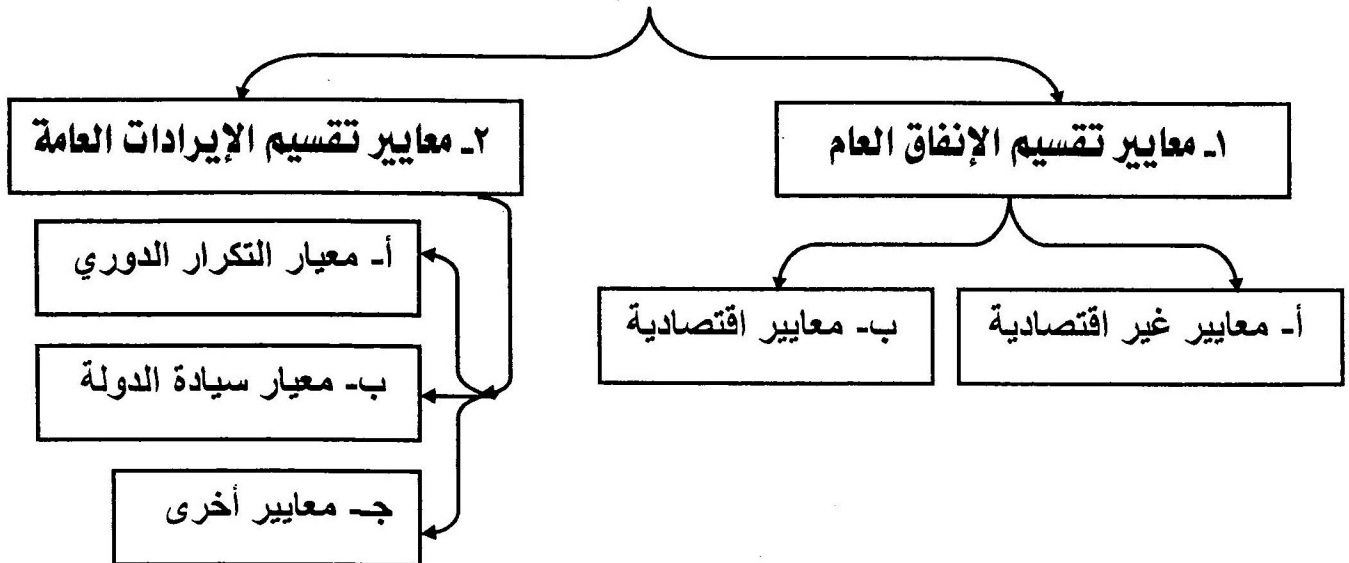 ١ـ معايير تقسيم الإنفاق العام
أ- معايير غير اقتصادية
ب- معايير اقتصادية
٢ـ معايير تقسيم الإيرادات العامة
أ- معيار التكرار الدوري
ب- معيار سيادة الدولة
جـ- معايير أخرى